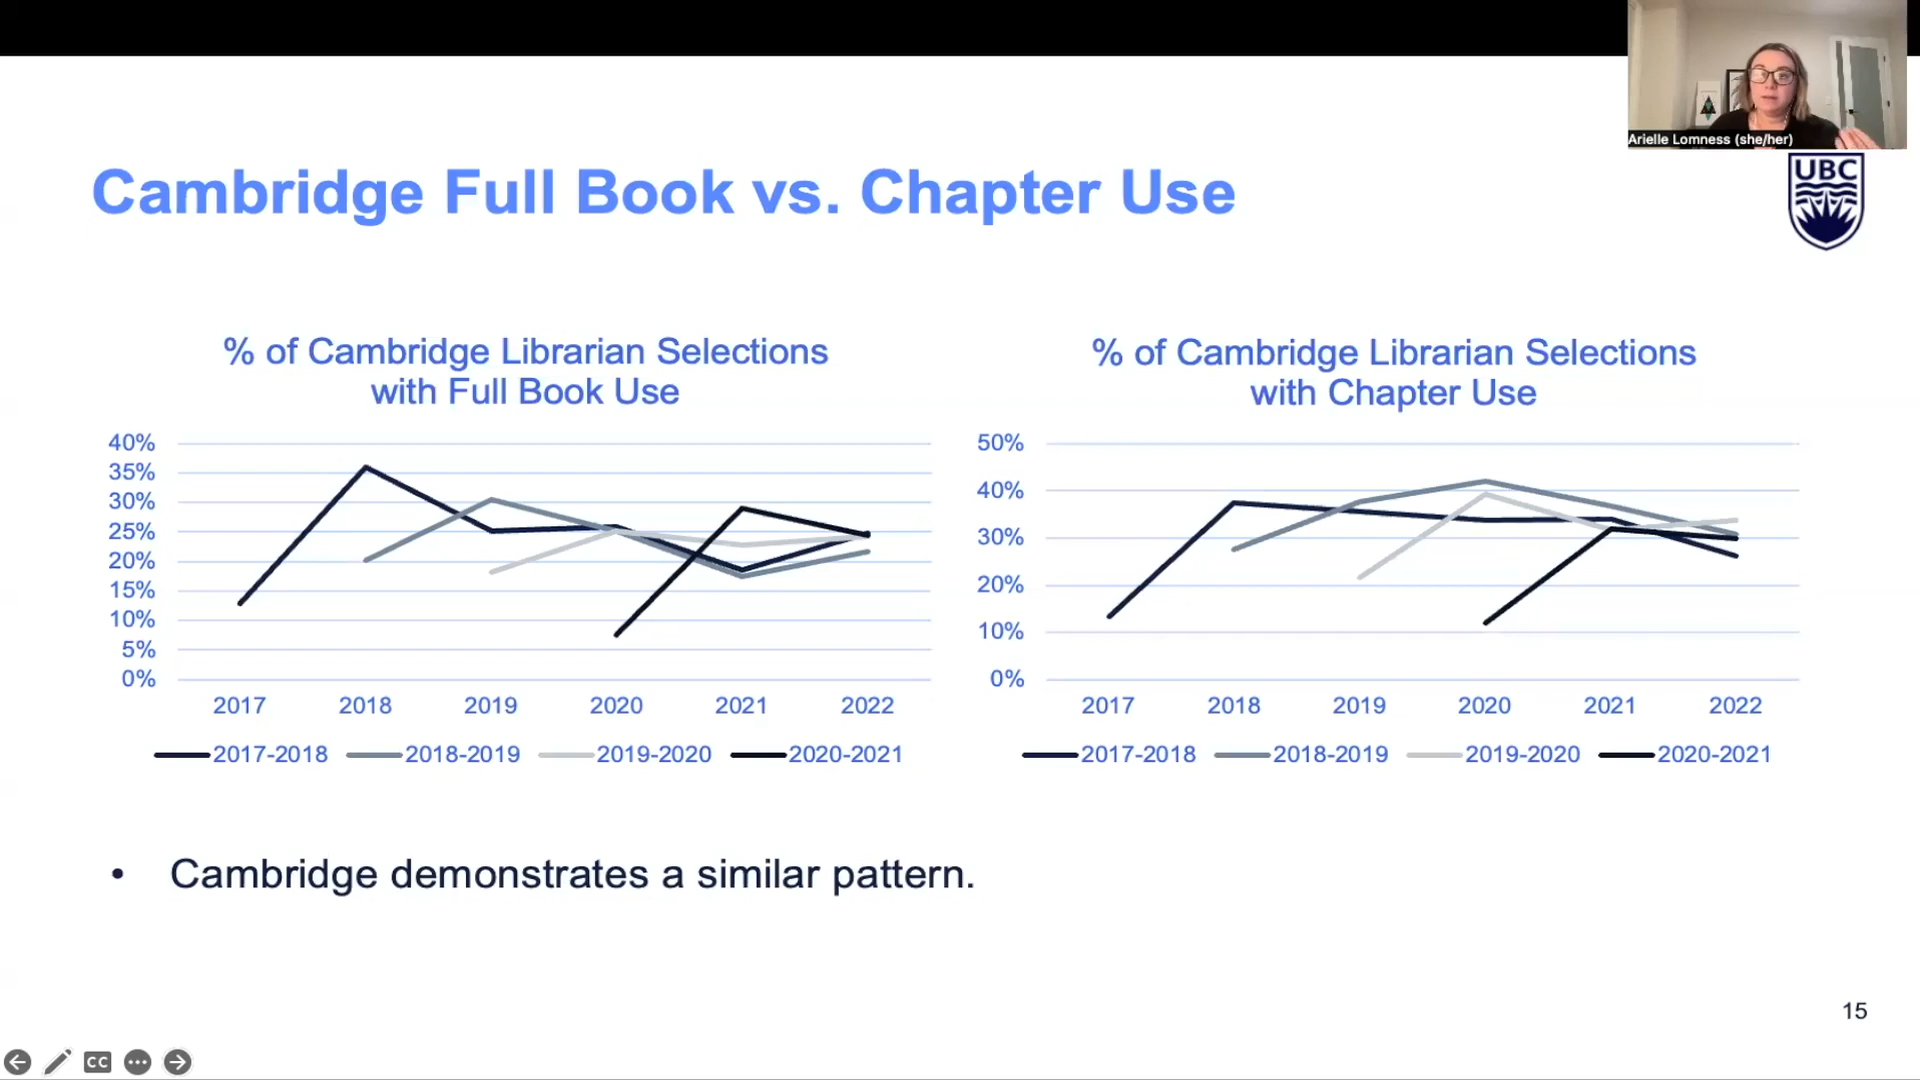 Arielle Lomness (she/her)
UBC
Cambridge Full Book vs. Chapter Use
% of Cambridge Librarian Selections
with Full Book Use
40%
35%
30%
25%
20%
15%
10%
5%
0%
2017 2018 2019 2020 2021 2022
2017-2018 2018-2019 2019-2020 2020-2021
% of Cambridge Librarian Selections
with Chapter Use
50%
40%
30%
20%
10%
0%
2017 2018 2019 2020 2021 2022
2017-2018 2018-2019 2019-2020 2020-2021
• Cambridge demonstrates a similar pattern.
15
CC